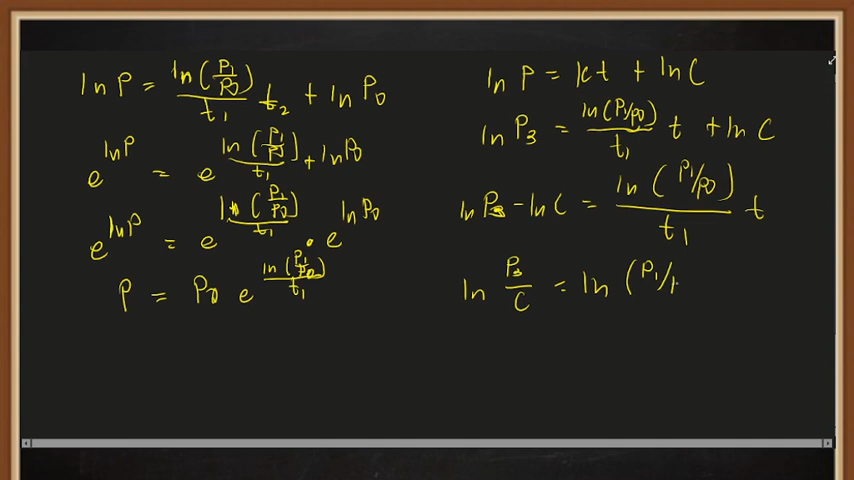 ln P = ln(P1/P0)/t1 t2 + ln P0
e^lnP = e^ln(P1/P0)/t1 + lnP0
e^lnP = e^ln(P1/P0)/t1 · e^ln P0
P = P0 e^ln(P1/P0)/t1
ln P = kt + ln C
ln P3 = ln(P1/P0)/t1 t + ln C
ln P3 - ln C = ln(P1/P0)/t1 t
ln P3/C = ln (P1/